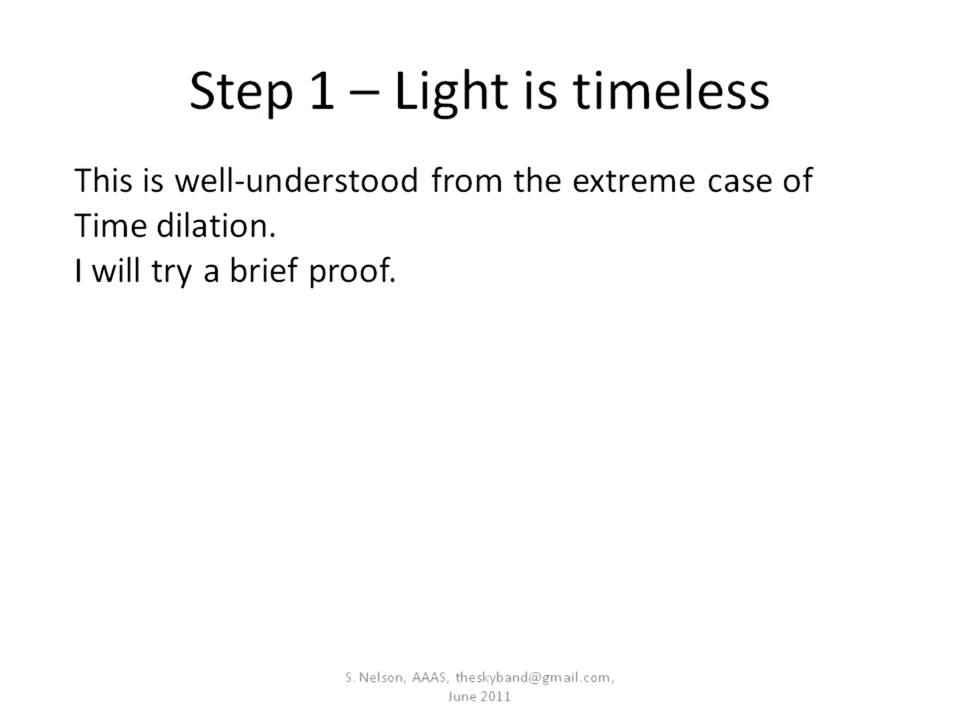 Step 1 – Light is timeless
This is well-understood from the extreme case of
Time dilation.
I will try a brief proof.
S. Nelson, AAAS, theskyband@gmail.com,
June 2011